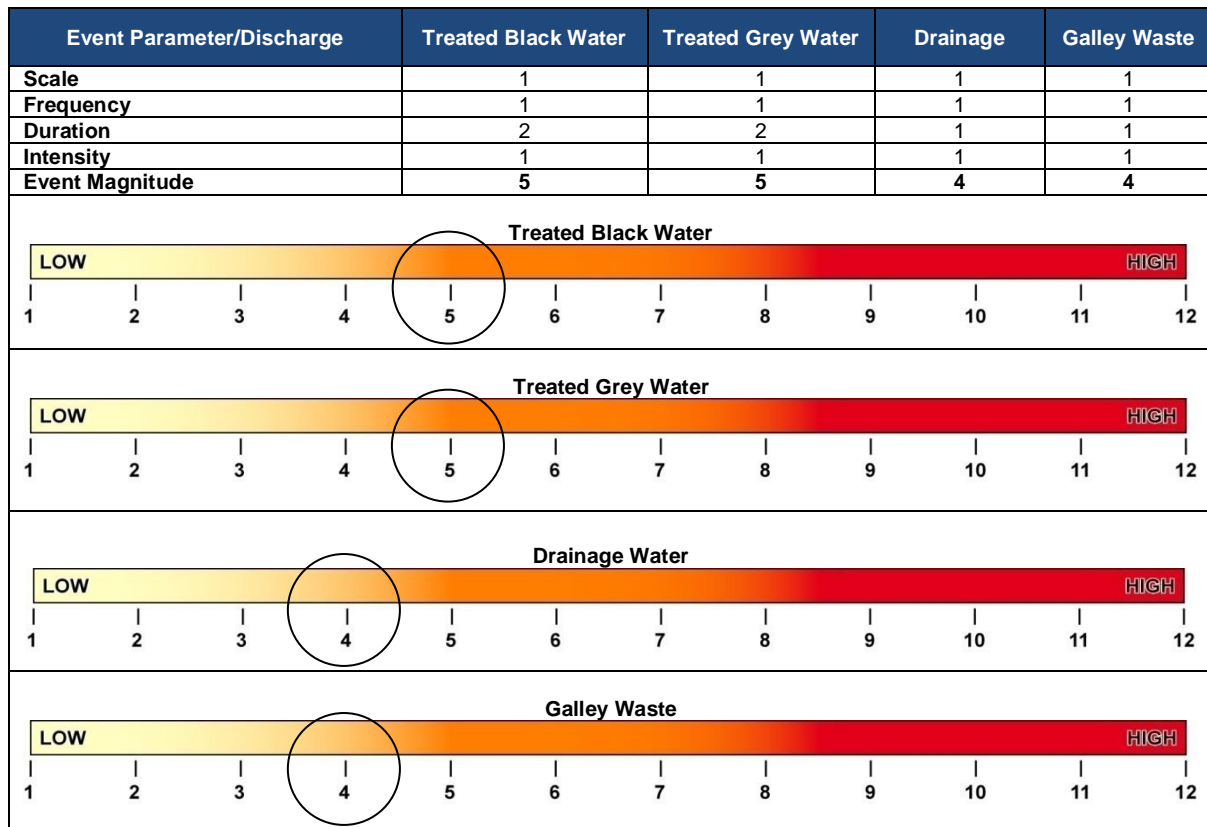 Event Parameter/Discharge Treated Black Water Treated Grey Water Drainage Galley Waste
Scale 1 1 1 1
Frequency 1 1 1 1
Duration 2 2 1 1
Intensity 1 1 1 1
Event Magnitude 5 5 4 4
Treated Black Water
LOW HIGH
1 2 3 4 5 6 7 8 9 10 11 12
Treated Grey Water
LOW HIGH
1 2 3 4 5 6 7 8 9 10 11 12
Drainage Water
LOW HIGH
1 2 3 4 5 6 7 8 9 10 11 12
Galley Waste
LOW HIGH
1 2 3 4 5 6 7 8 9 10 11 12